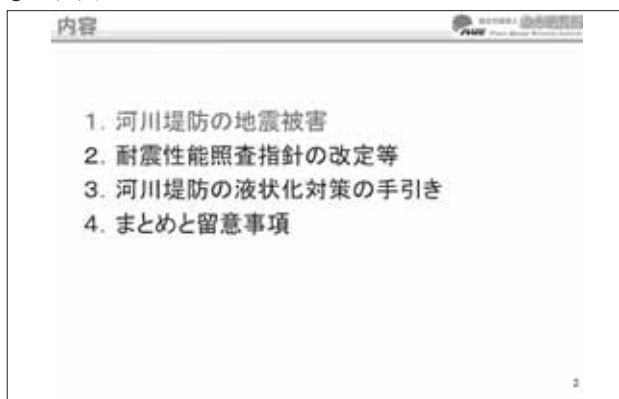 内容
1. 河川堤防の地震被害
2. 耐震性能照査指針の改定等
3. 河川堤防の液状化対策の手引き
4. まとめと留意事項
2